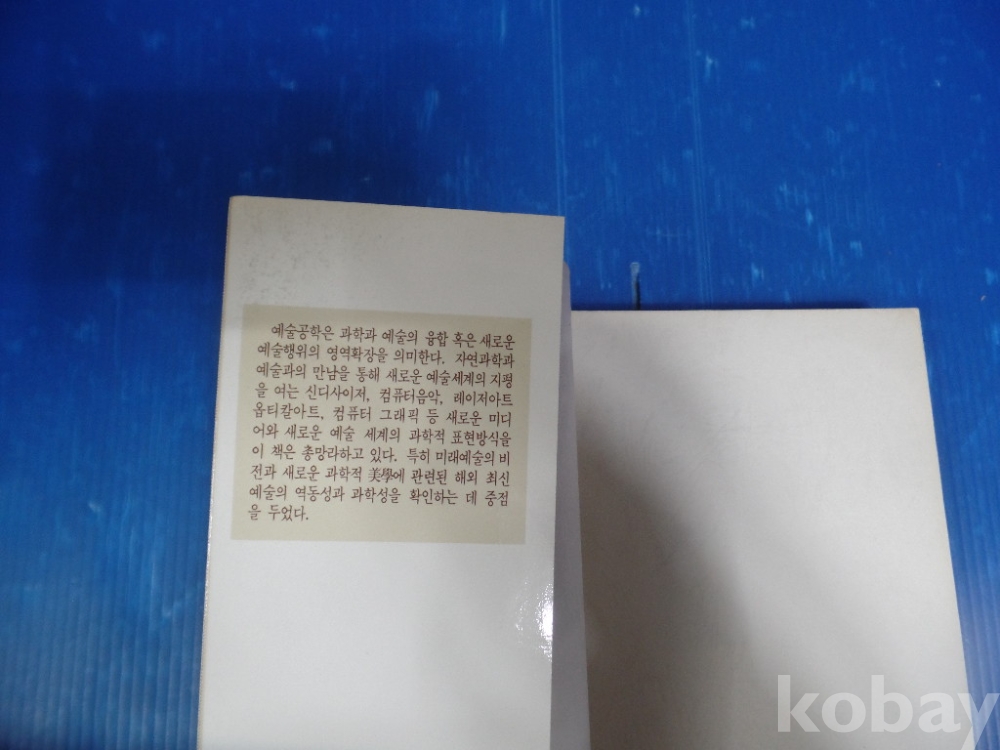 예술공학은 과학과 예술의 융합 혹은 새로운
예술행위의 영역확장을 의미한다. 자연과학과
예술과의 만남을 통해 새로운 예술세계의 지평
을 여는 신디사이저, 컴퓨터음악, 레이저아트
옵티칼아트, 컴퓨터 그래픽 등 새로운 미디
어와 새로운 예술 세계의 과학적 표현방식을
이 책은 총망라하고 있다. 특히 미래예술의 비
전과 새로운 과학적 美學에 관련된 해외 최신
예술의 역동성과 과학성을 확인하는 데 중점
을 두었다.
kobay